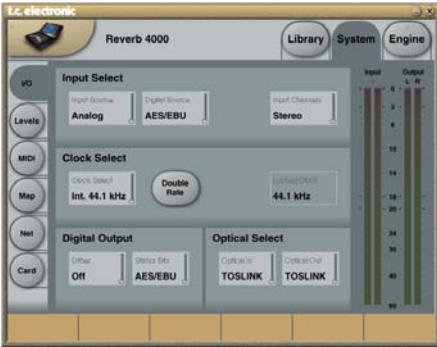 t.c. electronic
Reverb 4000
Library System Engine
I/O
Levels
MIDI
Map
Net
Card
Input Select
Input Source Digital Source Input Channels
Analog AES/EBU Stereo
Clock Select
Clock Select Double Rate Locked Clock
Int. 44.1 kHz 44.1 kHz
Digital Output Optical Select
Dither Status Bits Optical In Optical Out
Off AES/EBU TOSLINK TOSLINK
Input Output
L R
0
3
6
12
14
18
20
24
30
40
60